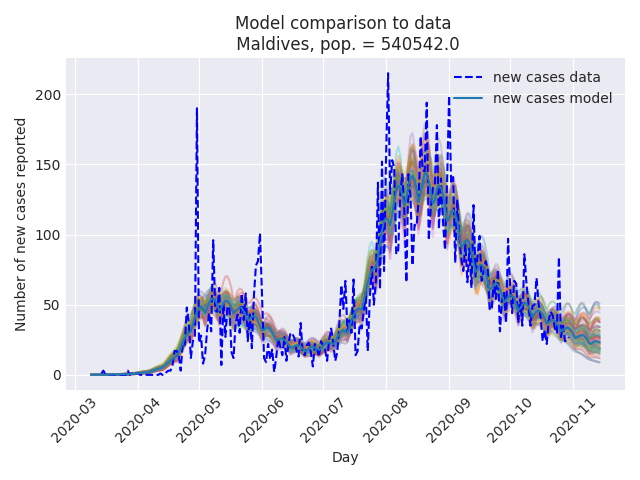 Model comparison to data
Maldives, pop. = 540542.0
new cases data
new cases model
Number of new cases reported
200
150
100
50
0
2020-03
2020-04
2020-05
2020-06
2020-07
2020-08
2020-09
2020-10
2020-11
Day